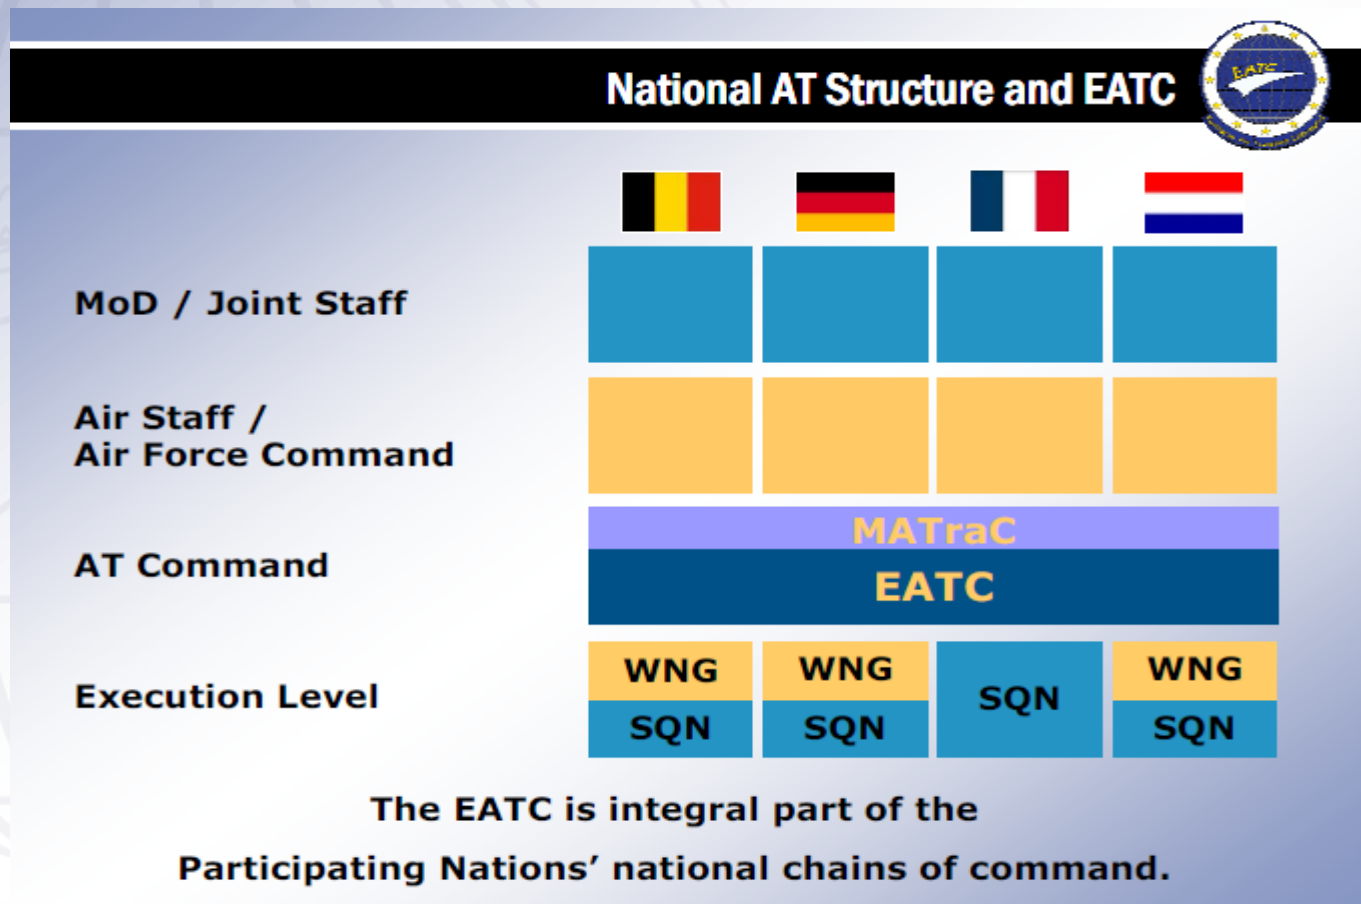 National AT Structure and EATC
EATC
MoD / Joint Staff
Air Staff /
Air Force Command
MATraC
AT Command
EATC
WNG WNG WNG
Execution Level
SQN
SQN SQN SQN
The EATC is integral part of the
Participating Nations’ national chains of command.